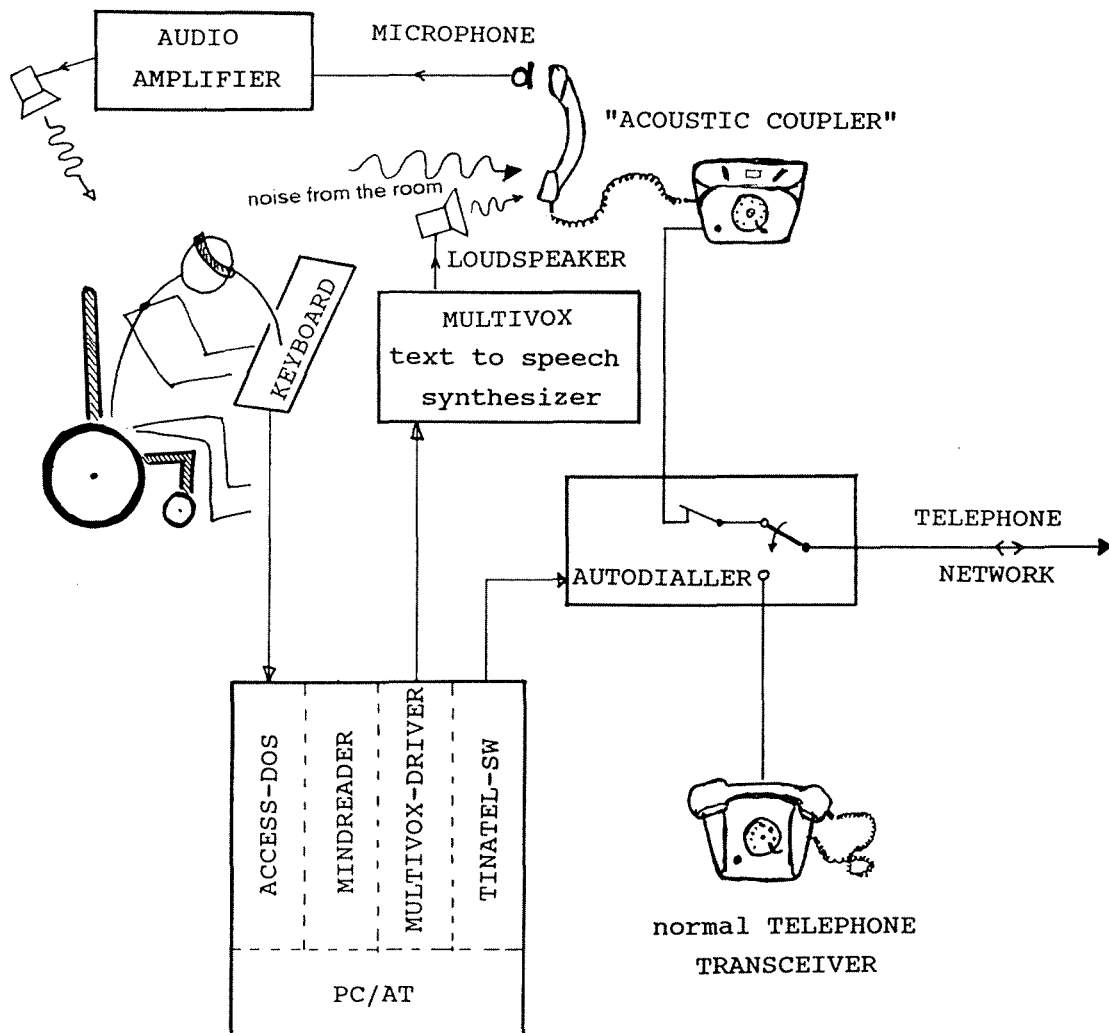 AUDIO
AMPLIFIER
MICROPHONE
"ACOUSTIC COUPLER"
noise from the room
LOUDSPEAKER
KEYBOARD
MULTIVOX
text to speech
synthesizer
TELEPHONE
NETWORK
AUTODIALLER
ACCESS-DOS
MINDREADER
MULTIVOX-DRIVER
TINATEL-SW
PC/AT
normal TELEPHONE
TRANSCEIVER